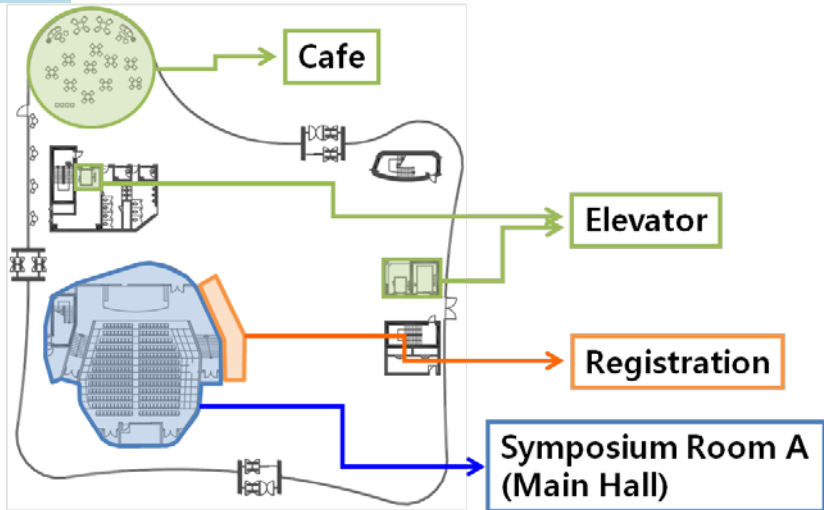 Cafe
Elevator
Registration
Symposium Room A
(Main Hall)